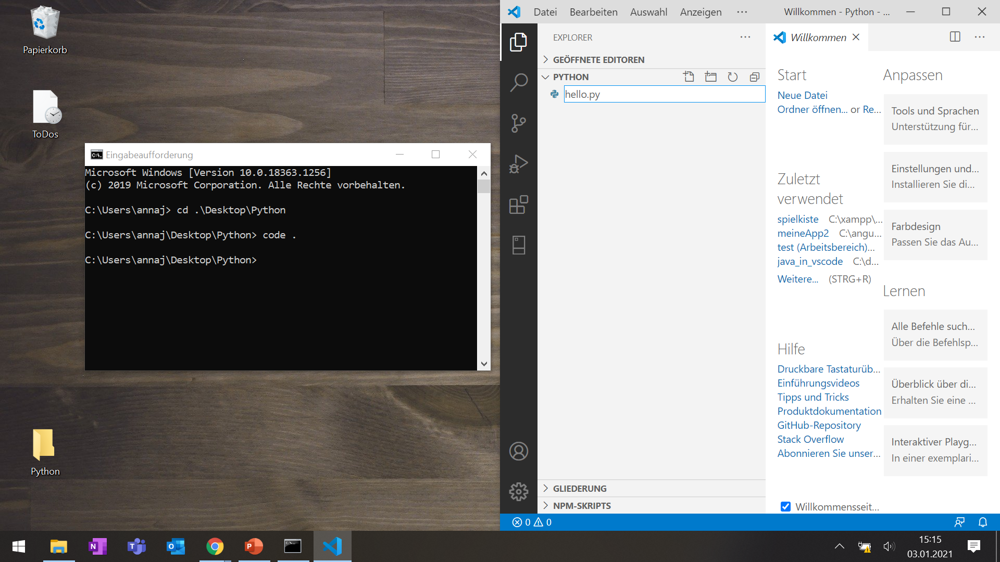 Papierkorb
ToDos
Python
Eingabeaufforderung
Microsoft Windows [Version 10.0.18363.1256]
(c) 2019 Microsoft Corporation. Alle Rechte vorbehalten.
C:\Users\annaj> cd .\Desktop\Python
C:\Users\annaj\Desktop\Python> code .
C:\Users\annaj\Desktop\Python>
Datei Bearbeiten Auswahl Anzeigen ··· Willkommen - Python - ...
EXPLORER
GEÖFFNETE EDITOREN
PYTHON
hello.py
GLIEDERUNG
NPM-SKRIPTS
Willkommen
Start
Neue Datei
Ordner öffnen... or Re...
Zuletzt
verwendet
spielkiste C:\xampp\...
meineApp2 C:\angu...
test (Arbeitsbereich)...
java_in_vscode C:\d...
Weitere... (STRG+R)
Hilfe
Druckbare Tastaturüb...
Einführungsvideos
Tipps und Tricks
Produktdokumentation
GitHub-Repository
Stack Overflow
Abonnieren Sie unser...
Anpassen
Tools und Sprachen
Unterstützung für...
Einstellungen und...
Installieren Sie di...
Farbdesign
Passen Sie das Au...
Lernen
Alle Befehle such...
Über die Befehlsp...
Überblick über di...
Erhalten Sie eine ...
Interaktiver Playg...
In einer exemplari...
Willkommensseit...
0 0
15:15
03.01.2021